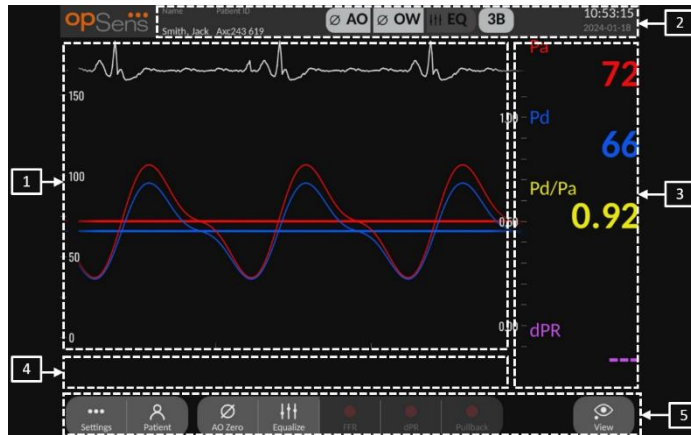 opSens
Name Patient ID
Smith, Jack Axc243 619
Ø AO Ø OW EQ 3B
10:53:15
2024-01-18
2
150
100
50
0
1,00
0,50
0,00
1
Pa
72
Pd
66
Pd/Pa
0.92
dPR
---
3
4
Settings Patient AO Zero Equalize FFR dPR Pullback View
5